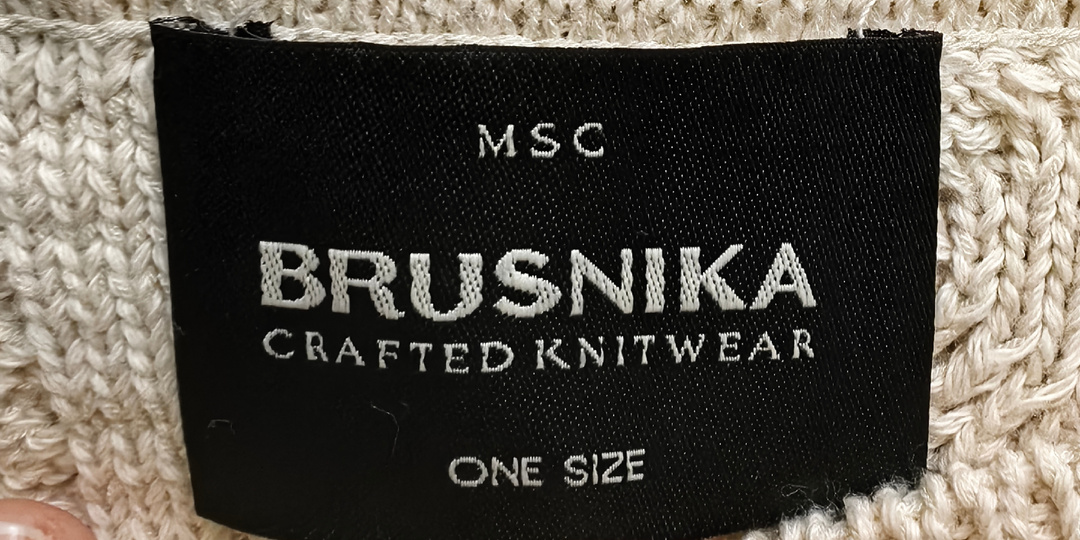 MSC
BRUSNIKA
CRAFTED KNITWEAR
ONE SIZE